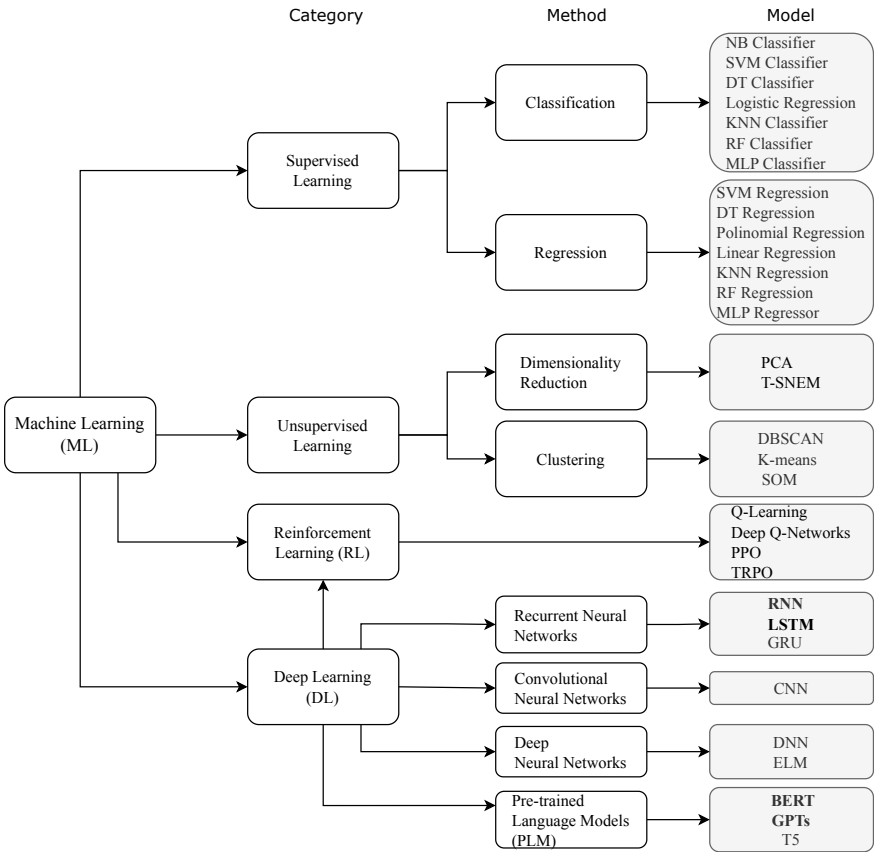 Category
Method
Model
NB Classifier
SVM Classifier
DT Classifier
Logistic Regression
KNN Classifier
RF Classifier
MLP Classifier
Classification
Supervised
Learning
SVM Regression
DT Regression
Polinomial Regression
Linear Regression
KNN Regression
RF Regression
MLP Regressor
Regression
Dimensionality
Reduction
PCA
T-SNEM
Machine Learning
(ML)
Unsupervised
Learning
Clustering
DBSCAN
K-means
SOM
Reinforcement
Learning (RL)
Q-Learning
Deep Q-Networks
PPO
TRPO
Recurrent Neural
Networks
RNN
LSTM
GRU
Deep Learning
(DL)
Convolutional
Neural Networks
CNN
Deep
Neural Networks
DNN
ELM
Pre-trained
Language Models
(PLM)
BERT
GPTs
T5